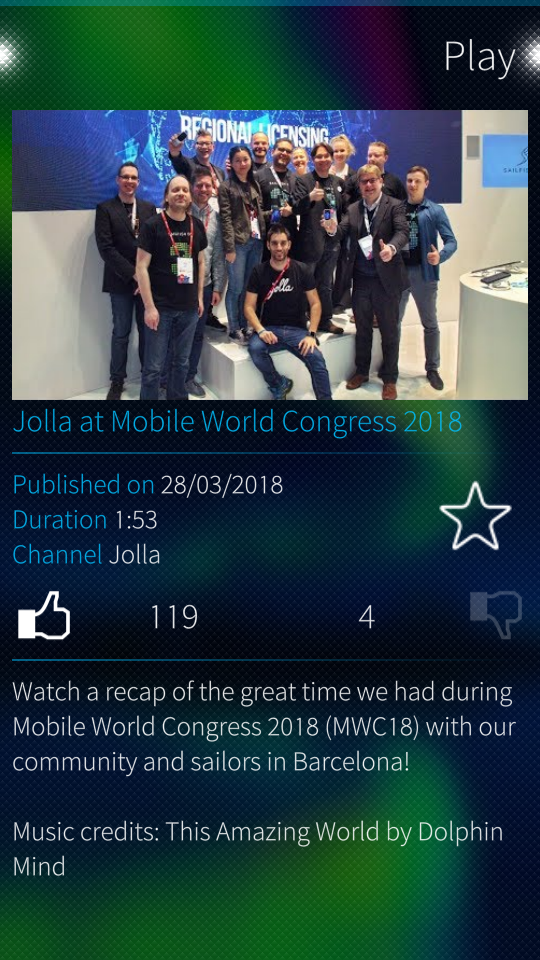 Play
REGIONAL LICENSING
Jolla
Jolla at Mobile World Congress 2018
Published on 28/03/2018
Duration 1:53
Channel Jolla
119 4
Watch a recap of the great time we had during
Mobile World Congress 2018 (MWC18) with our
community and sailors in Barcelona!
Music credits: This Amazing World by Dolphin
Mind